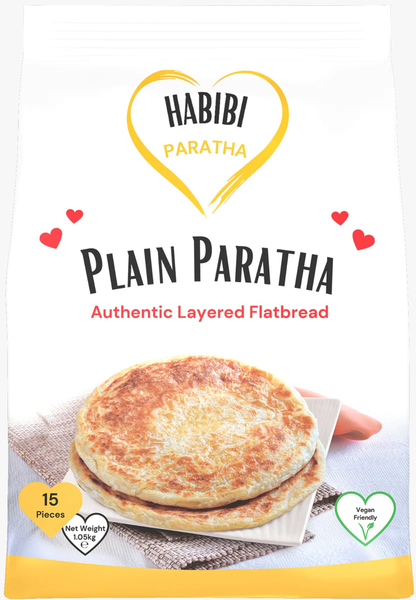 HABIBI
PARATHA
PLAIN PARATHA
Authentic Layered Flatbread
15
Pieces
Net Weight
1.05kg
℮
Vegan
Friendly